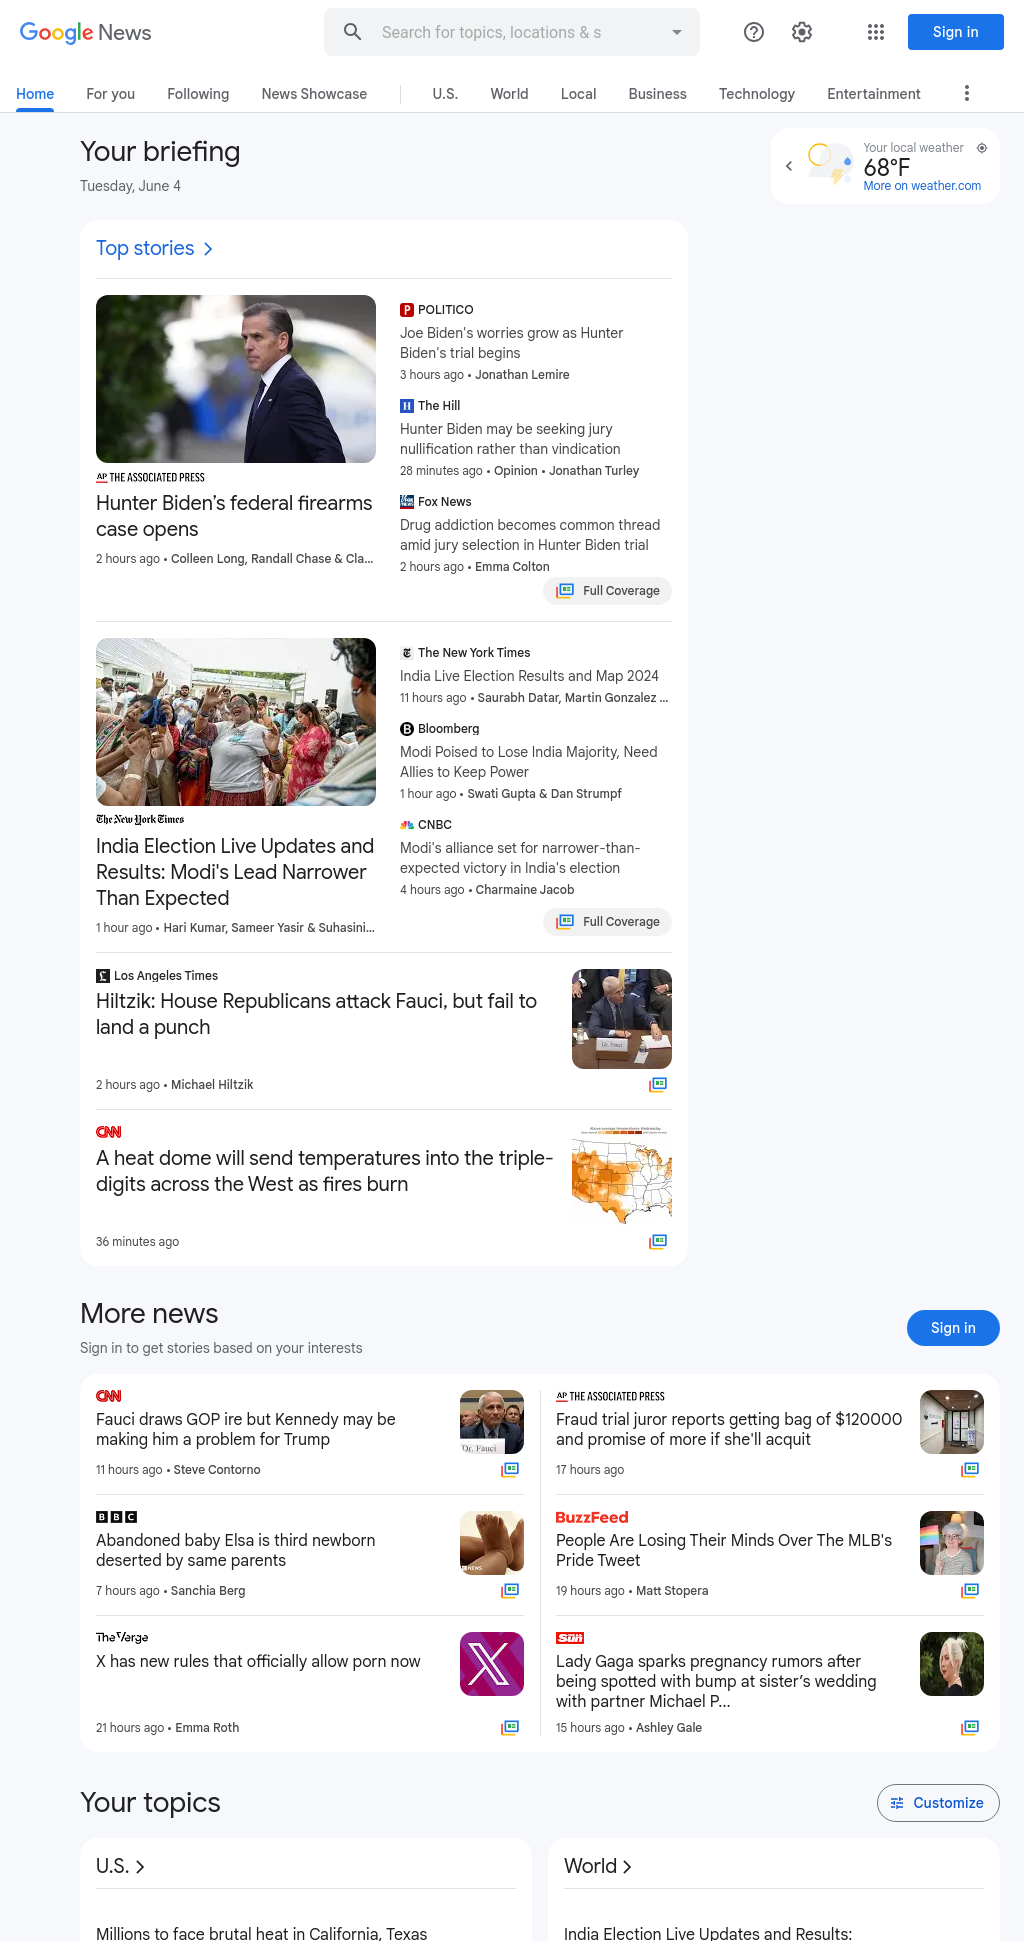 Google News
Search for topics, locations & s
Sign in
Home
For you
Following
News Showcase
U.S.
World
Local
Business
Technology
Entertainment
Your briefing
Tuesday, June 4
Your local weather
68°F
More on weather.com
Top stories
AP THE ASSOCIATED PRESS
Hunter Biden’s federal firearms
case opens
2 hours ago • Colleen Long, Randall Chase & Cla...
POLITICO
Joe Biden's worries grow as Hunter
Biden's trial begins
3 hours ago • Jonathan Lemire
The Hill
Hunter Biden may be seeking jury
nullification rather than vindication
28 minutes ago • Opinion • Jonathan Turley
Fox News
Drug addiction becomes common thread
amid jury selection in Hunter Biden trial
2 hours ago • Emma Colton
Full Coverage
The New York Times
India Election Live Updates and
Results: Modi's Lead Narrower
Than Expected
1 hour ago • Hari Kumar, Sameer Yasir & Suhasini...
The New York Times
India Live Election Results and Map 2024
11 hours ago • Saurabh Datar, Martin Gonzalez ...
Bloomberg
Modi Poised to Lose India Majority, Need
Allies to Keep Power
1 hour ago • Swati Gupta & Dan Strumpf
CNBC
Modi's alliance set for narrower-than-
expected victory in India's election
4 hours ago • Charmaine Jacob
Full Coverage
Los Angeles Times
Hiltzik: House Republicans attack Fauci, but fail to
land a punch
Dr. Fauci
2 hours ago • Michael Hiltzik
CNN
A heat dome will send temperatures into the triple-
digits across the West as fires burn
Above average temperatures Wednesday
36 minutes ago
More news
Sign in to get stories based on your interests
Sign in
CNN
Fauci draws GOP ire but Kennedy may be
making him a problem for Trump
Dr. Fauci
11 hours ago • Steve Contorno
AP THE ASSOCIATED PRESS
Fraud trial juror reports getting bag of $120000
and promise of more if she'll acquit
17 hours ago
BBC
Abandoned baby Elsa is third newborn
deserted by same parents
NEWS
7 hours ago • Sanchia Berg
BuzzFeed
People Are Losing Their Minds Over The MLB's
Pride Tweet
19 hours ago • Matt Stopera
The Verge
X has new rules that officially allow porn now
X
21 hours ago • Emma Roth
The Sun
Lady Gaga sparks pregnancy rumors after
being spotted with bump at sister’s wedding
with partner Michael P...
15 hours ago • Ashley Gale
Your topics
Customize
U.S.
World
Millions to face brutal heat in California, Texas
India Election Live Updates and Results: